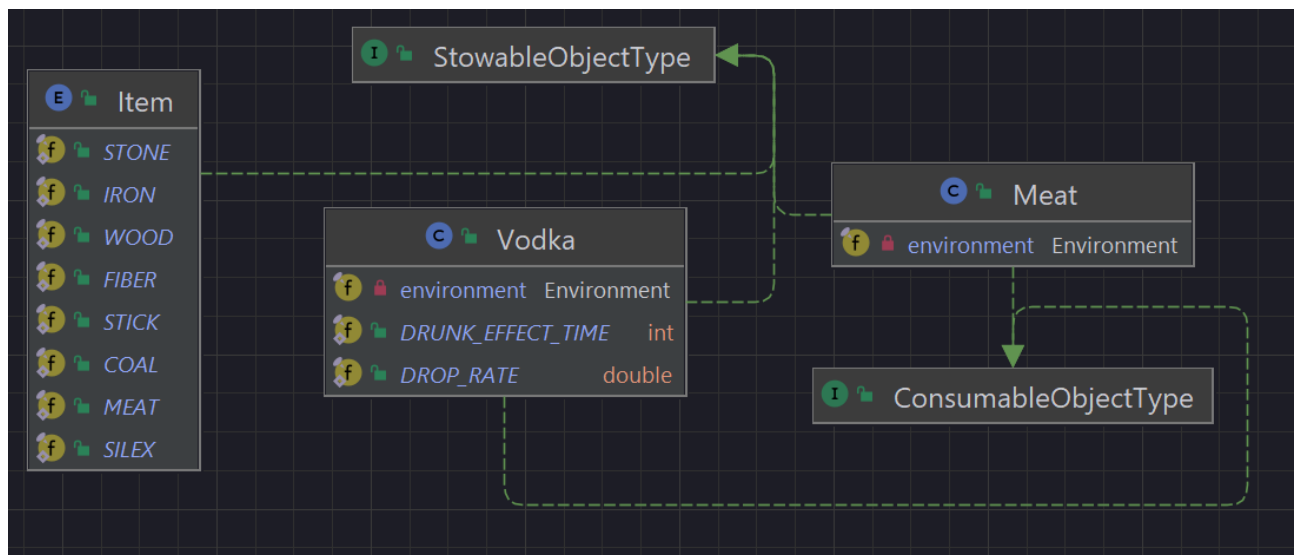 I StowableObjectType
E Item
f STONE
f IRON
f WOOD
f FIBER
f STICK
f COAL
f MEAT
f SILEX
C Vodka
f environment Environment
f DRUNK_EFFECT_TIME int
f DROP_RATE double
C Meat
f environment Environment
I ConsumableObjectType